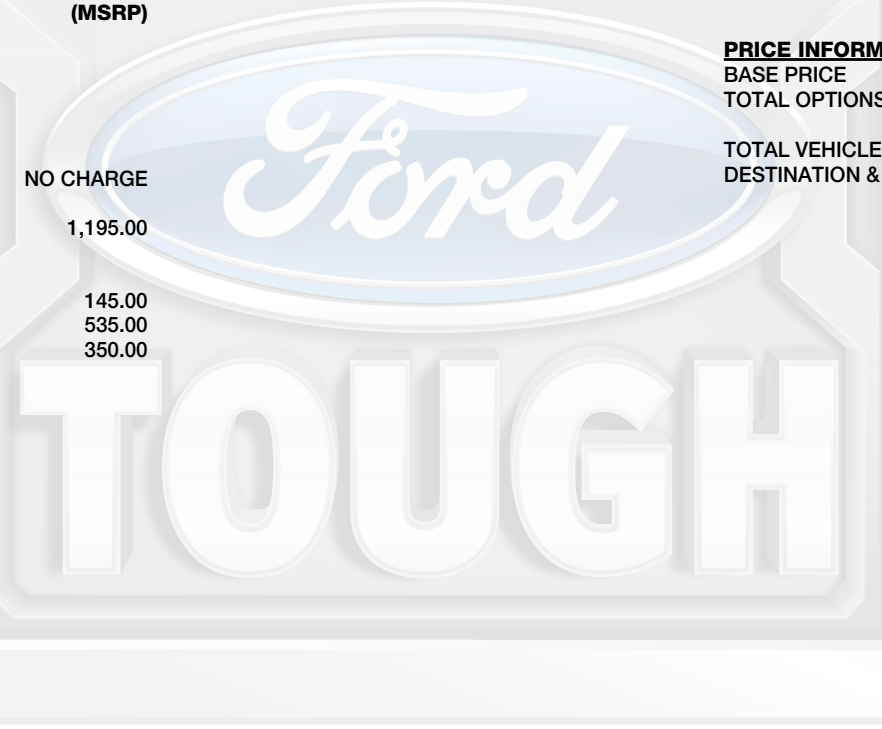 (MSRP)
NO CHARGE
1,195.00
145.00
535.00
350.00
PRICE INFORM
BASE PRICE
TOTAL OPTIONS
TOTAL VEHICLE
DESTINATION &
Ford
TOUGH